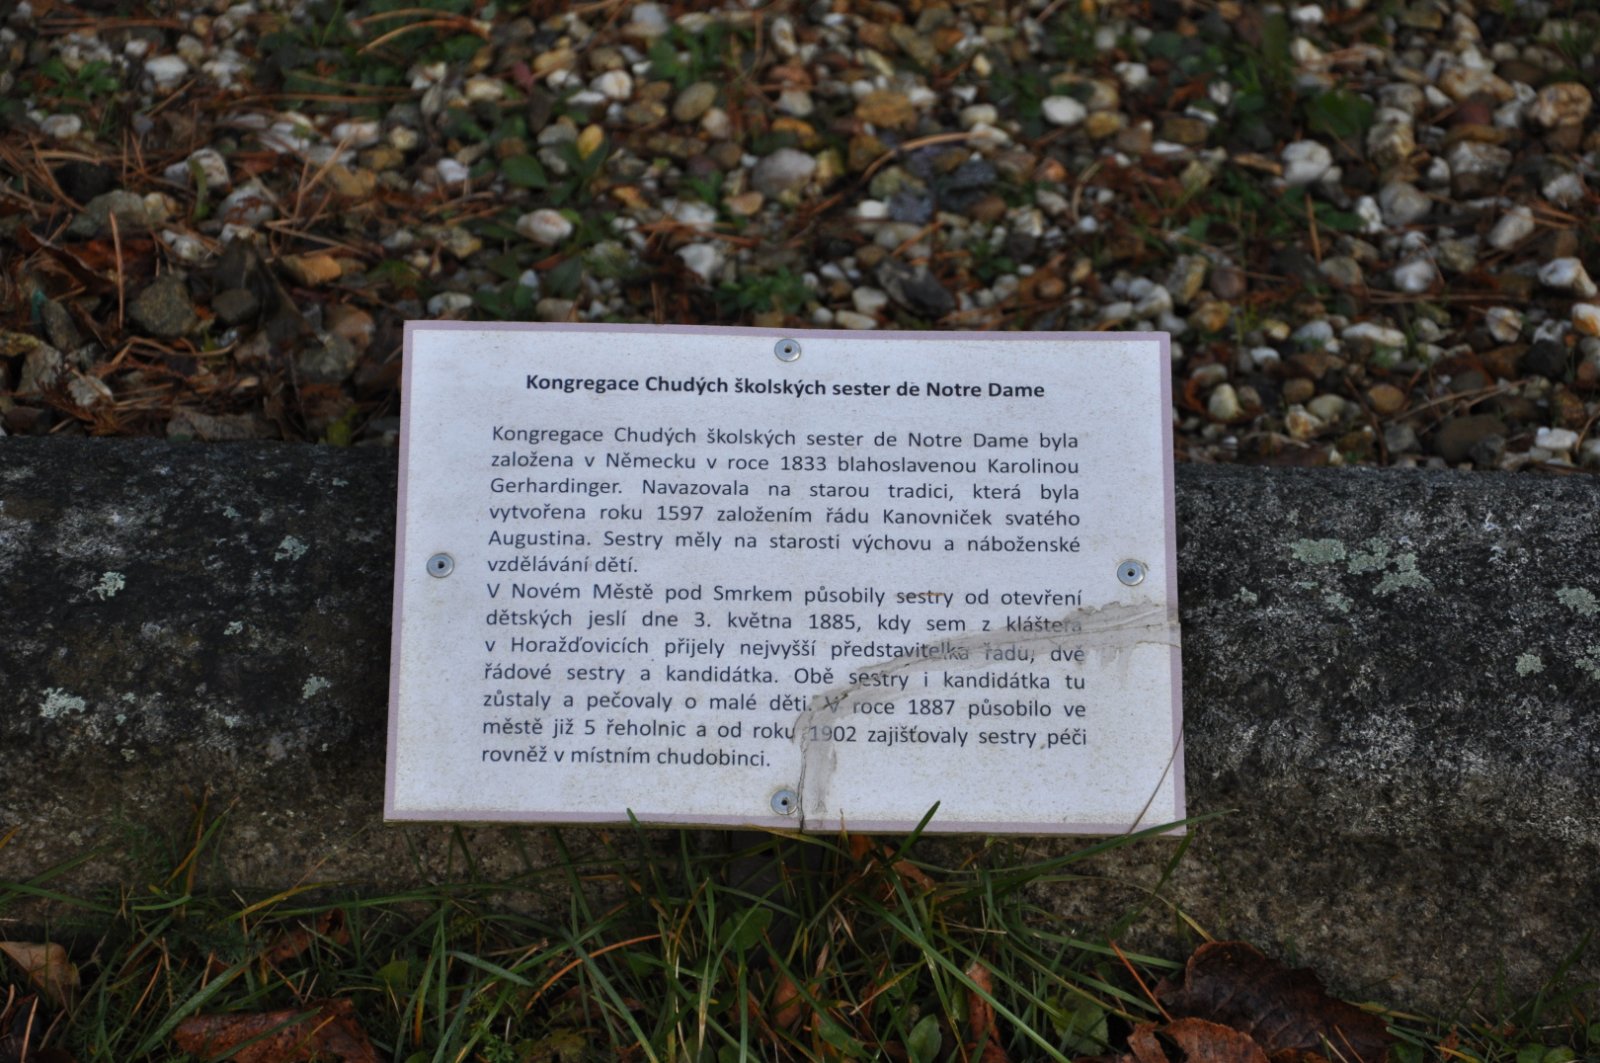 Kongregace Chudých školských sester de Notre Dame
Kongregace Chudých školských sester de Notre Dame byla
založena v Německu v roce 1833 blahoslavenou Karolinou
Gerhardinger. Navazovala na starou tradici, která byla
vytvořena roku 1597 založením řádu Kanovniček svatého
Augustina. Sestry měly na starosti výchovu a náboženské
vzdělávání dětí.
V Novém Městě pod Smrkem působily sestry od otevření
dětských jeslí dne 3. května 1885, kdy sem z kláštera
v Horažďovicích přijely nejvyšší představitelka řádu, dvě
řádové sestry a kandidátka. Obě sestry i kandidátka tu
zůstaly a pečovaly o malé děti. V roce 1887 působilo ve
městě již 5 řeholnic a od roku 1902 zajišťovaly sestry péči
rovněž v místním chudobinci.